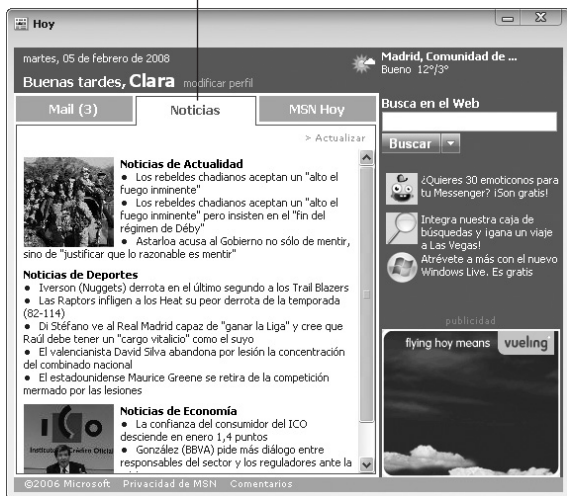 Hoy
martes, 05 de febrero de 2008
Buenas tardes, Clara modificar perfil
Madrid, Comunidad de ...
Bueno 12°/3°
Mail (3)
Noticias
MSN Hoy
> Actualizar
Noticias de Actualidad
• Los rebeldes chadianos aceptan un "alto el
fuego inminente"
• Los rebeldes chadianos aceptan un "alto el
fuego inminente" pero insisten en el "fin del
régimen de Déby"
• Astarloa acusa al Gobierno no sólo de mentir,
sino de "justificar que lo razonable es mentir"
Noticias de Deportes
• Iverson (Nuggets) derrota en el último segundo a los Trail Blazers
• Las Raptors infligen a los Heat su peor derrota de la temporada
(82-114)
• Di Stéfano ve al Real Madrid capaz de "ganar la Liga" y cree que
Raúl debe tener un "cargo vitalicio" como el suyo
• El valencianista David Silva abandona por lesión la concentración
del combinado nacional
• El estadounidense Maurice Greene se retira de la competición
mermado por las lesiones
ICO
Instituto Crédito Oficial
Noticias de Economía
• La confianza del consumidor del ICO
desciende en enero 1,4 puntos
• González (BBVA) pide más diálogo entre
responsables del sector y los reguladores ante la
Busca en el Web
Buscar
¿Quieres 30 emoticonos para
tu Messenger? ¡Son gratis!
Integra nuestra caja de
búsquedas y ¡gana un viaje
a Las Vegas!
Atrévete a más con el nuevo
Windows Live. Es gratis
publicidad
flying hoy means vueling
©2006 Microsoft Privacidad de MSN Comentarios